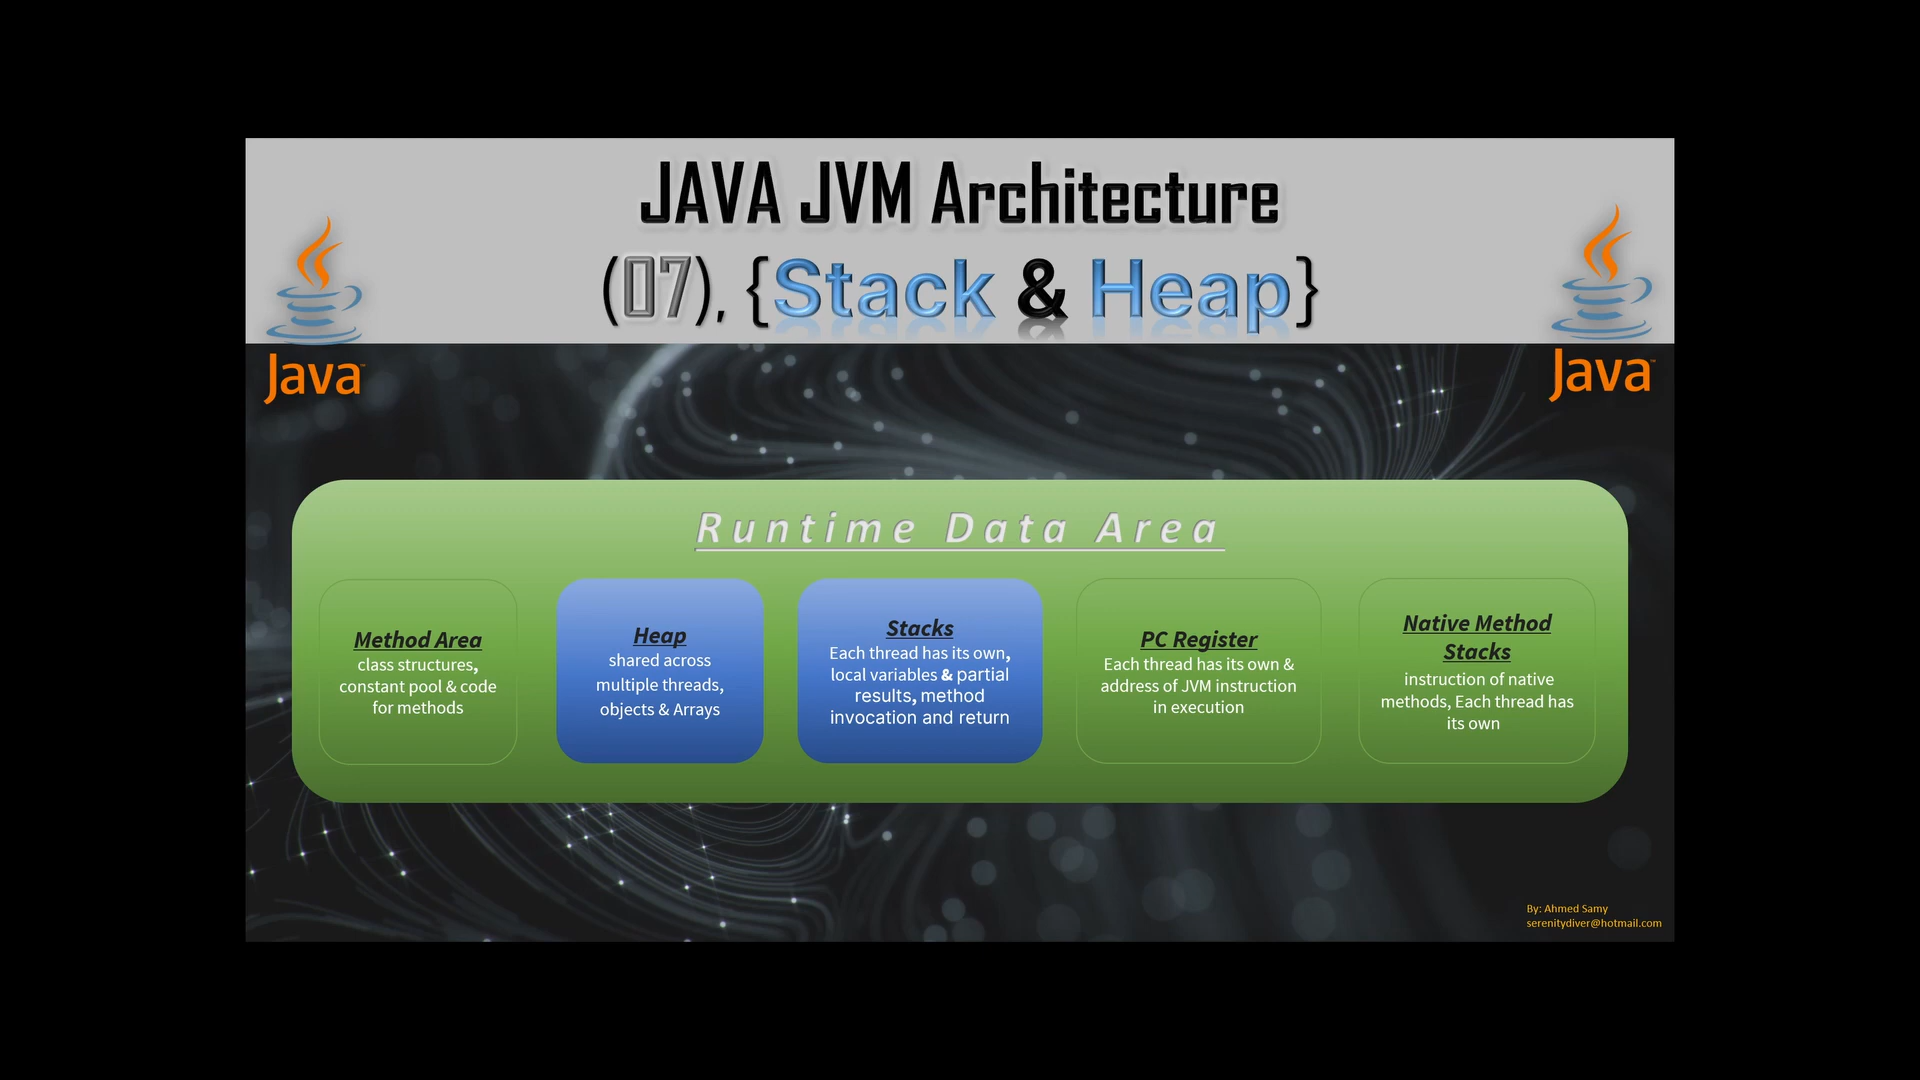 JAVA JVM Architecture
(07), {Stack & Heap}
Java™
Java™
Runtime Data Area
Method Area
class structures,
constant pool & code
for methods
Heap
shared across
multiple threads,
objects & Arrays
Stacks
Each thread has its own,
local variables & partial
results, method
invocation and return
PC Register
Each thread has its own &
address of JVM instruction
in execution
Native Method
Stacks
instruction of native
methods, Each thread has
its own
By: Ahmed Samy
serenitydiver@hotmail.com